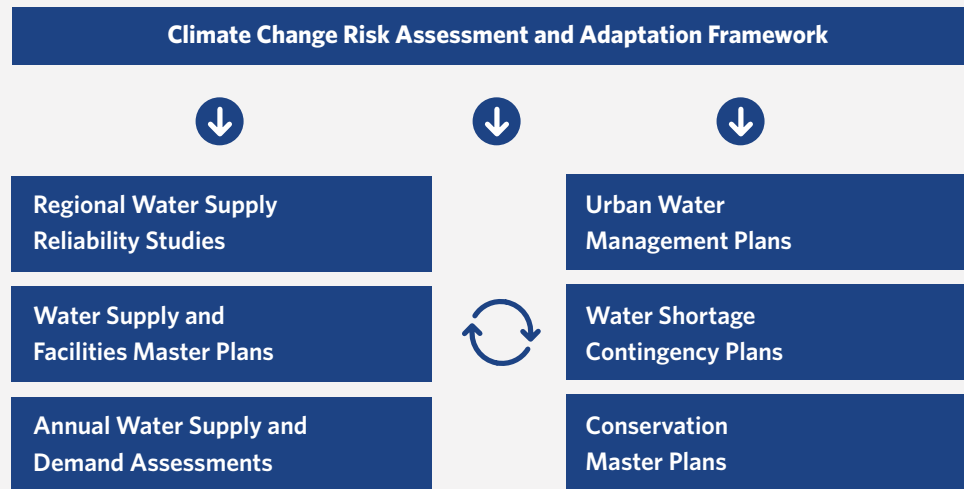 Climate Change Risk Assessment and Adaptation Framework
Regional Water Supply
Reliability Studies
Water Supply and
Facilities Master Plans
Annual Water Supply and
Demand Assessments
Urban Water
Management Plans
Water Shortage
Contingency Plans
Conservation
Master Plans